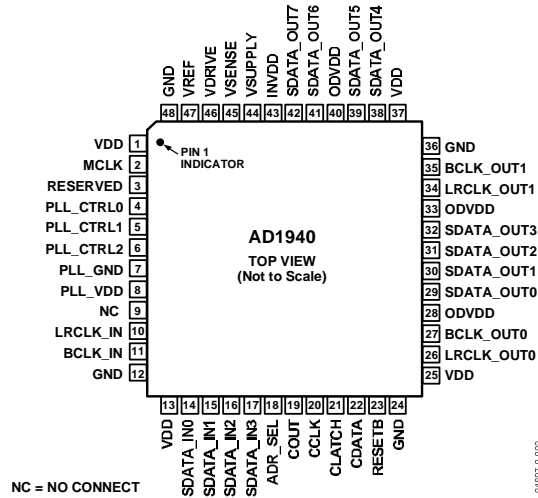 GND
VREF
VDRIVE
VSENSE
VSUPPLY
INVDD
SDATA_OUT7
SDATA_OUT6
ODVDD
SDATA_OUT5
SDATA_OUT4
VDD
48 47 46 45 44 43 42 41 40 39 38 37
VDD 1
MCLK 2
RESERVED 3
PLL_CTRL0 4
PLL_CTRL1 5
PLL_CTRL2 6
PLL_GND 7
PLL_VDD 8
NC 9
LRCLK_IN 10
BCLK_IN 11
GND 12
PIN 1
INDICATOR
AD1940
TOP VIEW
(Not to Scale)
36 GND
35 BCLK_OUT1
34 LRCLK_OUT1
33 ODVDD
32 SDATA_OUT3
31 SDATA_OUT2
30 SDATA_OUT1
29 SDATA_OUT0
28 ODVDD
27 BCLK_OUT0
26 LRCLK_OUT0
25 VDD
13 14 15 16 17 18 19 20 21 22 23 24
VDD
SDATA_IN0
SDATA_IN1
SDATA_IN2
SDATA_IN3
ADR_SEL
COUT
CCLK
CLATCH
CDATA
RESETB
GND
NC = NO CONNECT